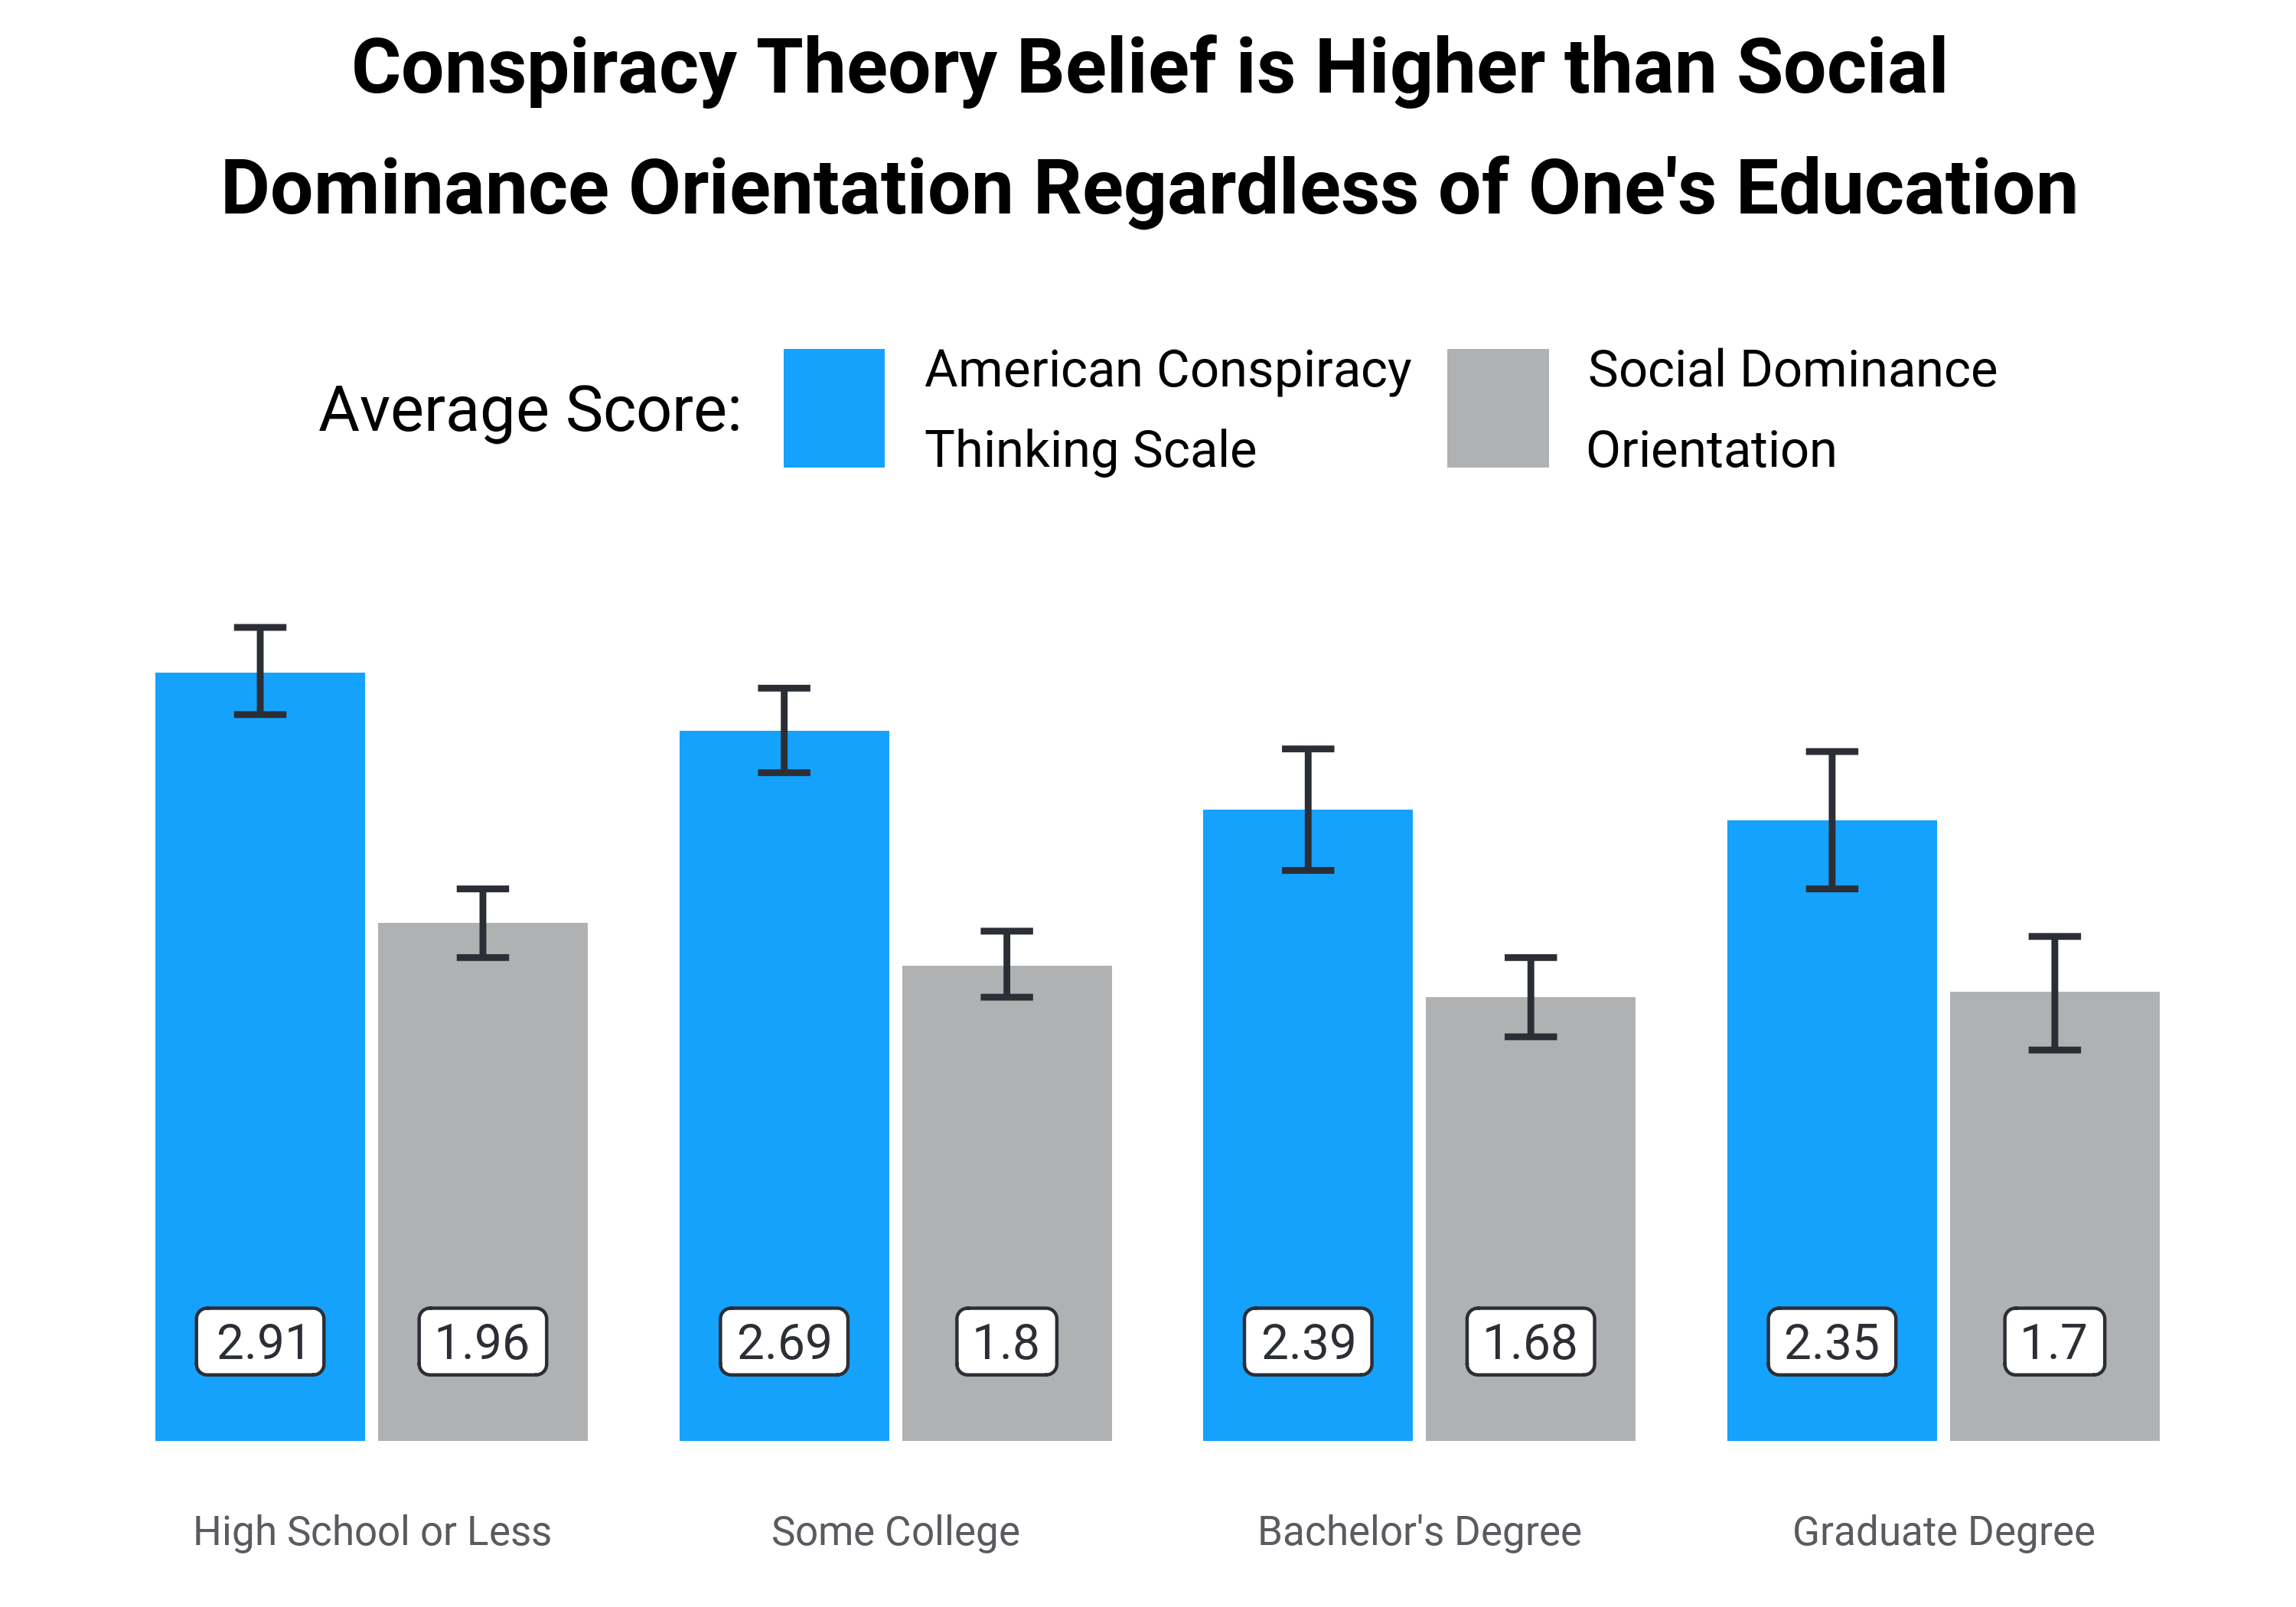 Conspiracy Theory Belief is Higher than Social
Dominance Orientation Regardless of One's Education
Average Score:
American Conspiracy
Thinking Scale
Social Dominance
Orientation
2.91
1.96
2.69
1.8
2.39
1.68
2.35
1.7
High School or Less
Some College
Bachelor's Degree
Graduate Degree